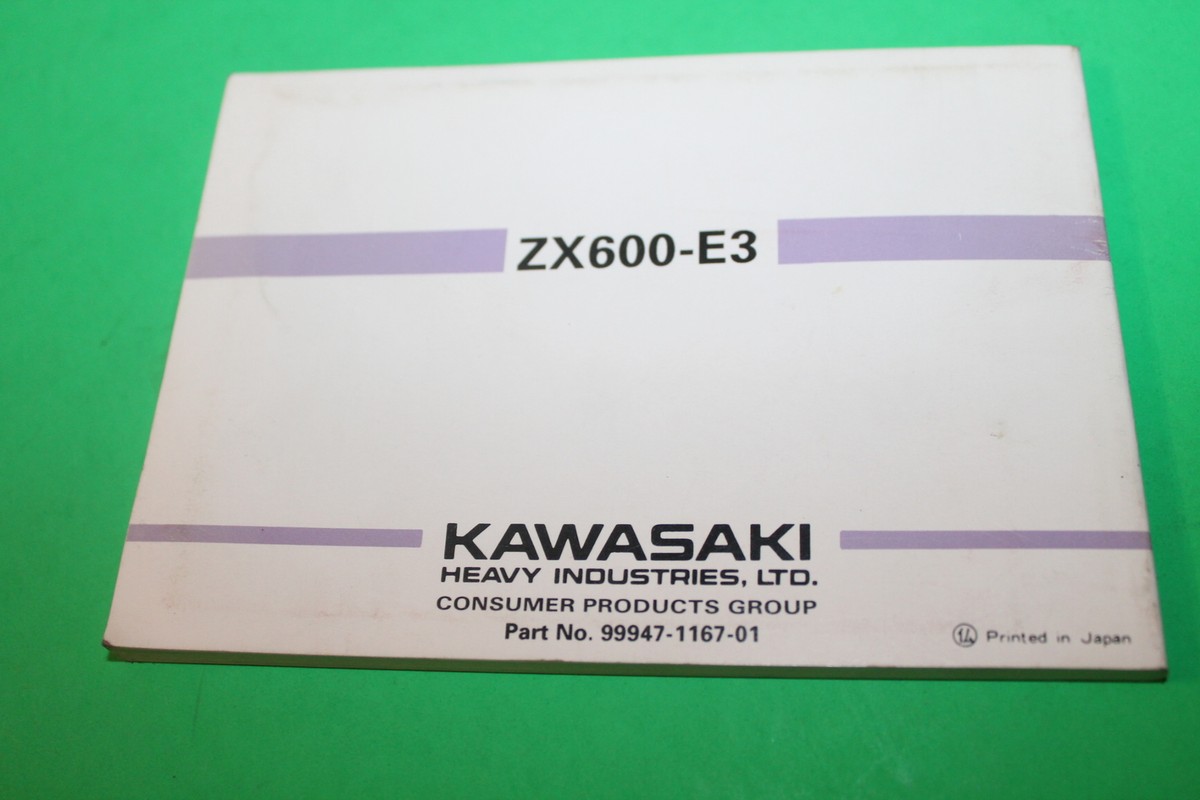 ZX600-E3
KAWASAKI
HEAVY INDUSTRIES, LTD.
CONSUMER PRODUCTS GROUP
Part No. 99947-1167-01
Printed in Japan